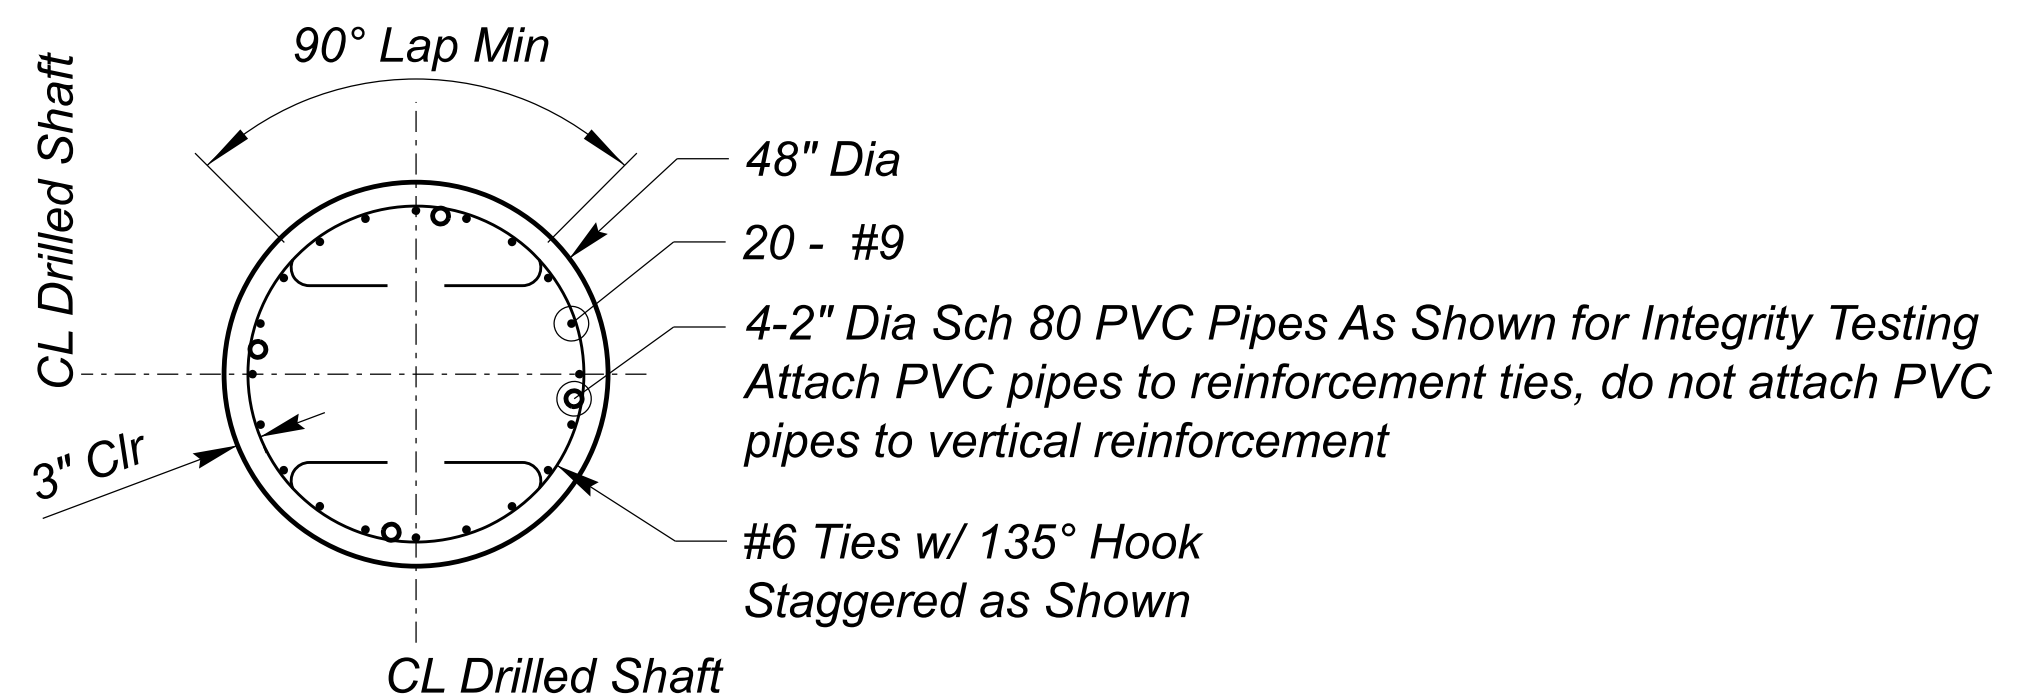 90° Lap Min
CL Drilled Shaft
48" Dia
20 - #9
4-2" Dia Sch 80 PVC Pipes As Shown for Integrity Testing
Attach PVC pipes to reinforcement ties, do not attach PVC
pipes to vertical reinforcement
3" Clr
#6 Ties w/ 135° Hook
Staggered as Shown
CL Drilled Shaft